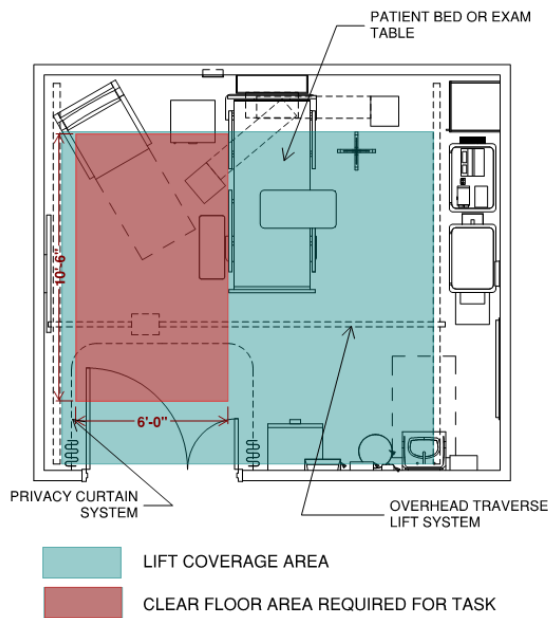 PATIENT BED OR EXAM
TABLE
10'-6"
6'-0"
PRIVACY CURTAIN
SYSTEM
OVERHEAD TRAVERSE
LIFT SYSTEM
LIFT COVERAGE AREA
CLEAR FLOOR AREA REQUIRED FOR TASK